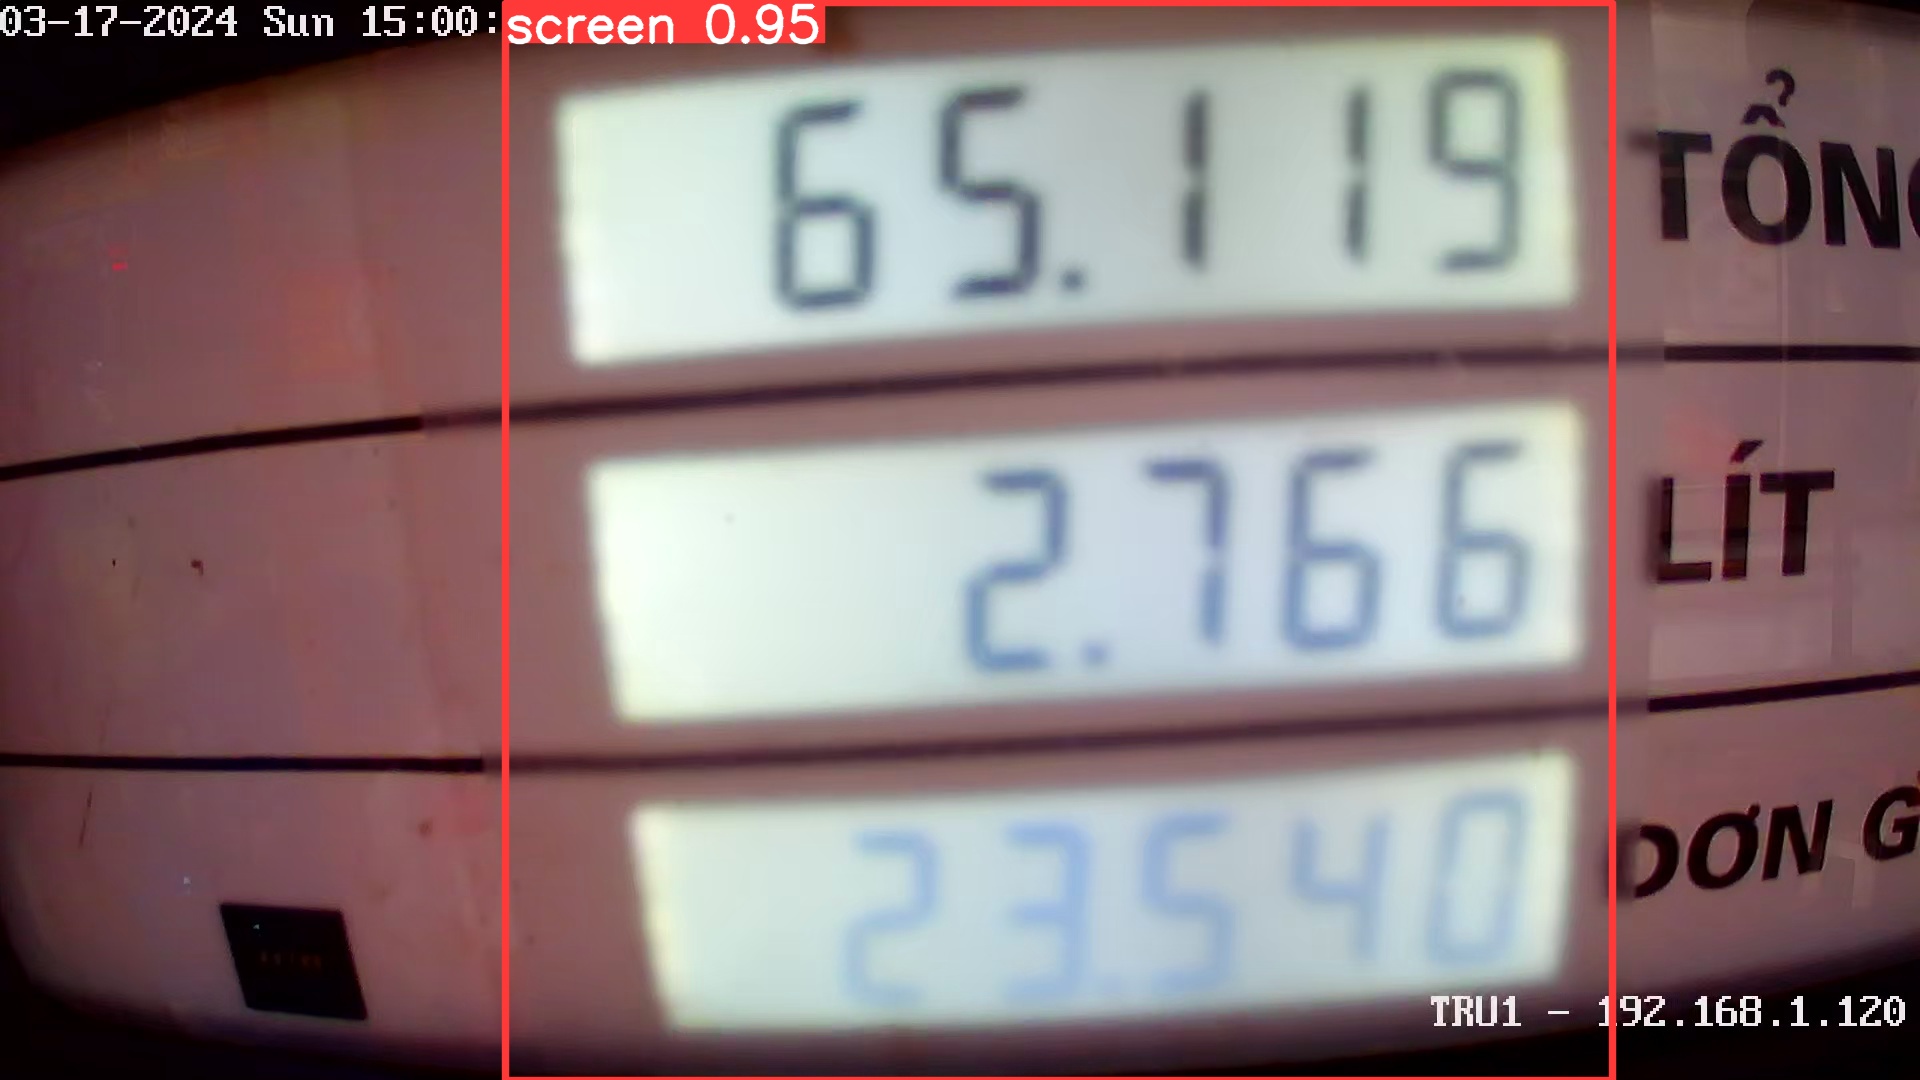 03-17-2024 Sun 15:00:
screen 0.95
65.119
TỔNG
2.766
LÍT
23.540
ĐƠN G
TRU1 - 192.168.1.120